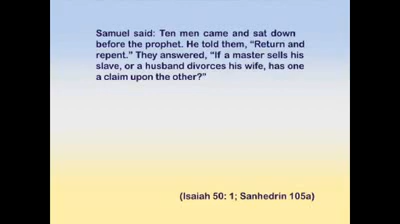 Samuel said: Ten men came and sat down
before the prophet. He told them, “Return and
repent.” They answered, “If a master sells his
slave, or a husband divorces his wife, has one
a claim upon the other?”
(Isaiah 50: 1; Sanhedrin 105a)